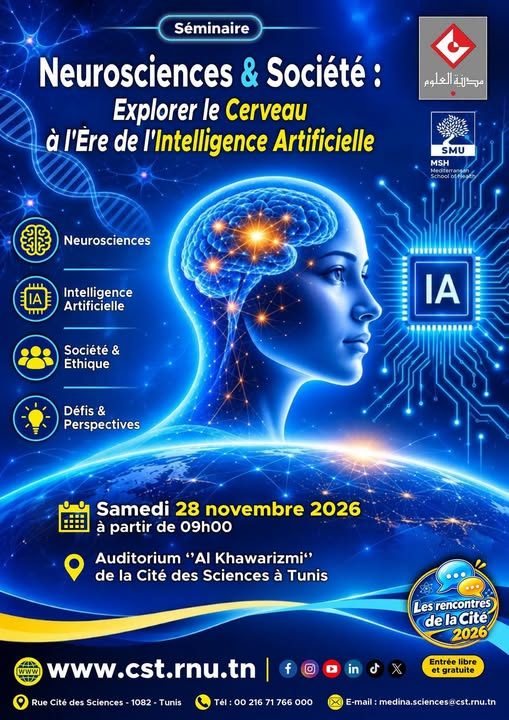 Séminaire
Neurosciences & Société :
Explorer le Cerveau
à l'Ère de l'Intelligence Artificielle
مدينة العلوم
SMU
MSH
Mediterranean
School of Health
Neurosciences
IA
Intelligence
Artificielle
Société &
Ethique
Défis &
Perspectives
IA
Samedi 28 novembre 2026
à partir de 09h00
Auditorium ‘’Al Khawarizmi‘’
de la Cité des Sciences à Tunis
Les rencontres
de la Cité
2026
www.cst.rnu.tn
Entrée libre
et gratuite
Rue Cité des Sciences - 1082 - Tunis
Tél : 00 216 71 766 000
E-mail : medina.sciences@cst.rnu.tn